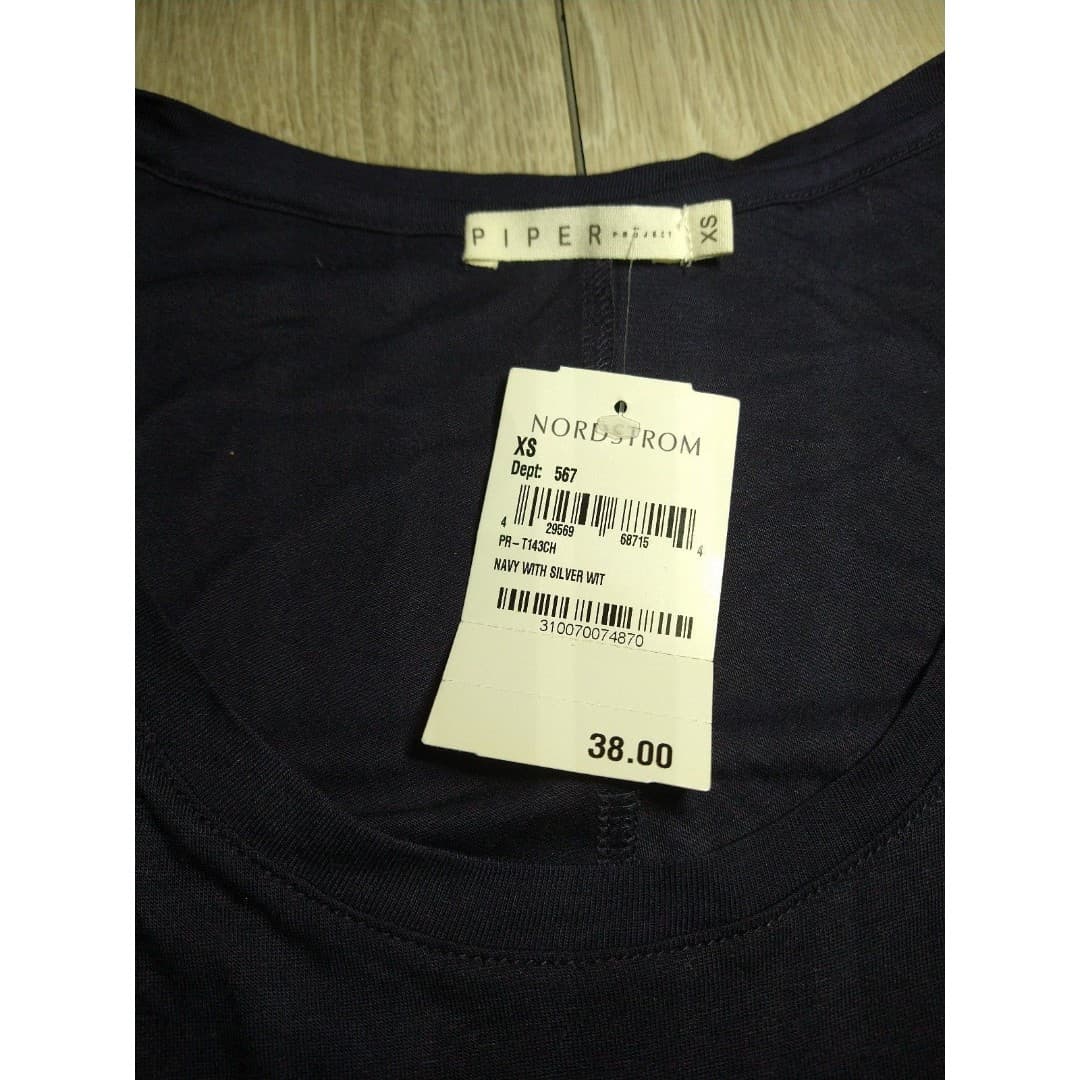 PIPER PROJECT XS
NORDSTROM
XS
Dept: 567
4 29569 68715 4
PR-T143CH
NAVY WITH SILVER WIT
310070074870
38.00